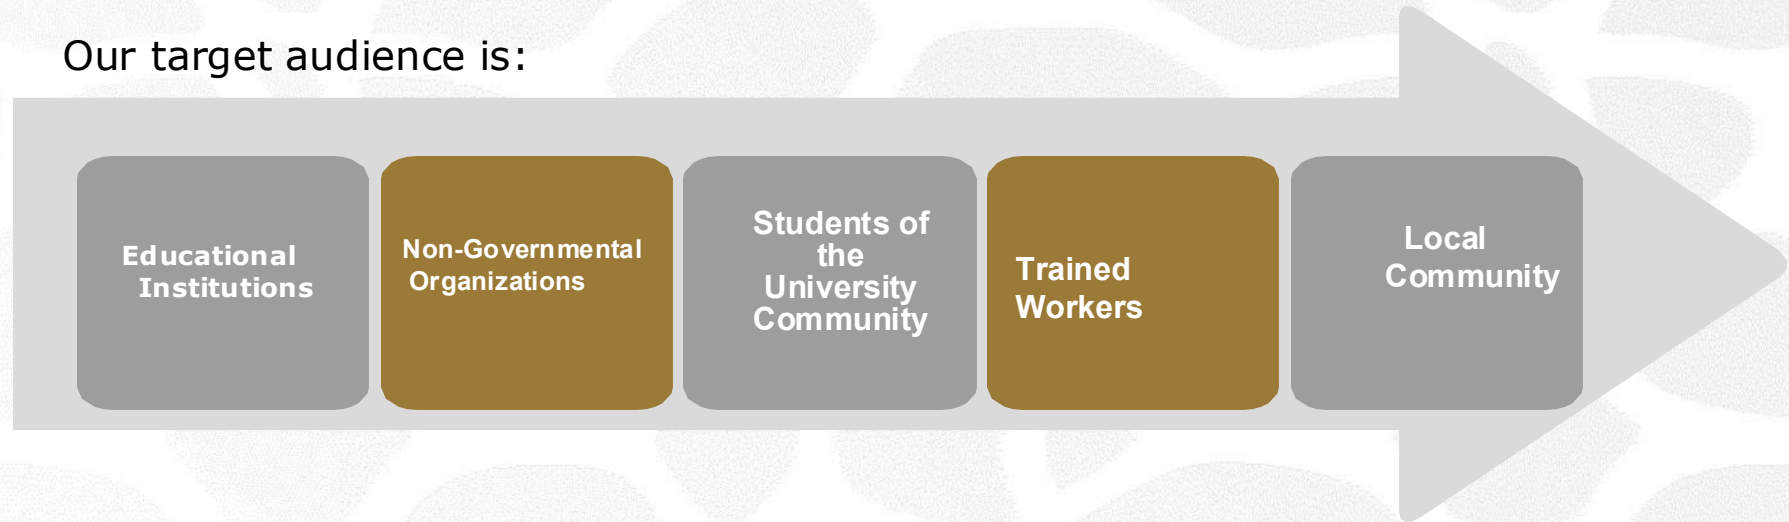 Our target audience is:
Educational
Institutions
Non-Governmental
Organizations
Students of
the
University
Community
Trained
Workers
Local
Community